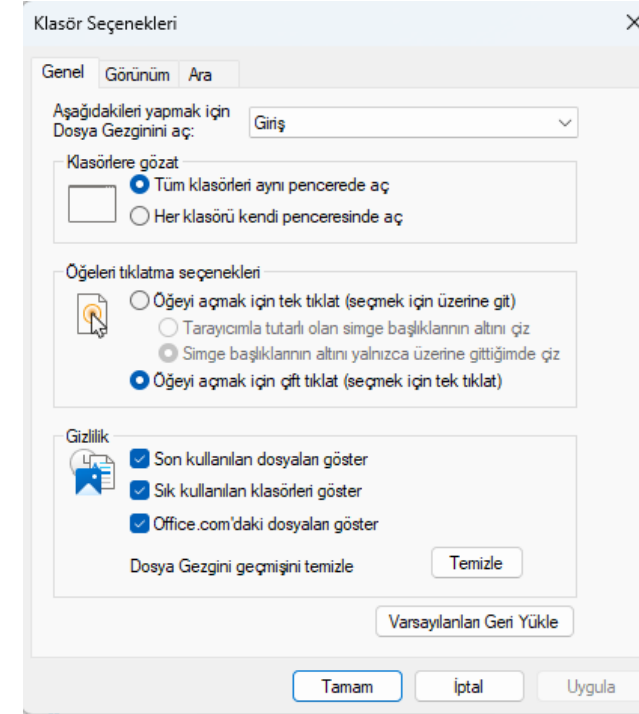 Klasör Seçenekleri
Genel Görünüm Ara
Aşağıdakileri yapmak için
Dosya Gezginini aç:
Giriş
Klasörlere gözat
Tüm klasörleri aynı pencerede aç
Her klasörü kendi penceresinde aç
Öğeleri tıklatma seçenekleri
Öğeyi açmak için tek tıklat (seçmek için üzerine git)
Tarayıcımla tutarlı olan simge başlıklarının altını çiz
Simge başlıklarının altını yalnızca üzerine gittiğimde çiz
Öğeyi açmak için çift tıklat (seçmek için tek tıklat)
Gizlilik
Son kullanılan dosyaları göster
Sık kullanılan klasörleri göster
Office.com'daki dosyaları göster
Dosya Gezgini geçmişini temizle
Temizle
Varsayılanları Geri Yükle
Tamam İptal Uygula